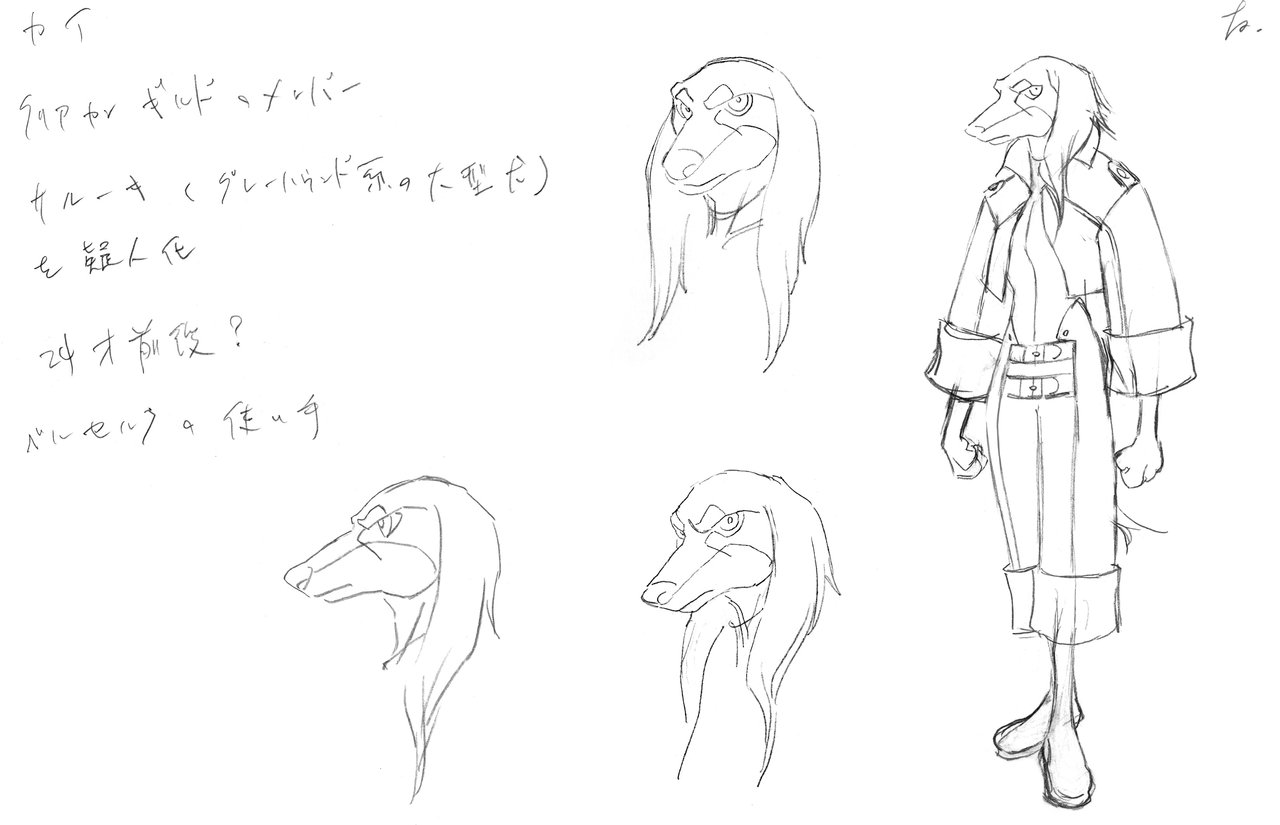 カイ
クリアカンギルドのメンバー
サルーキ(グレーハウンド系の大型犬)
を擬人化
24才前後?
ベルセルクの使い手